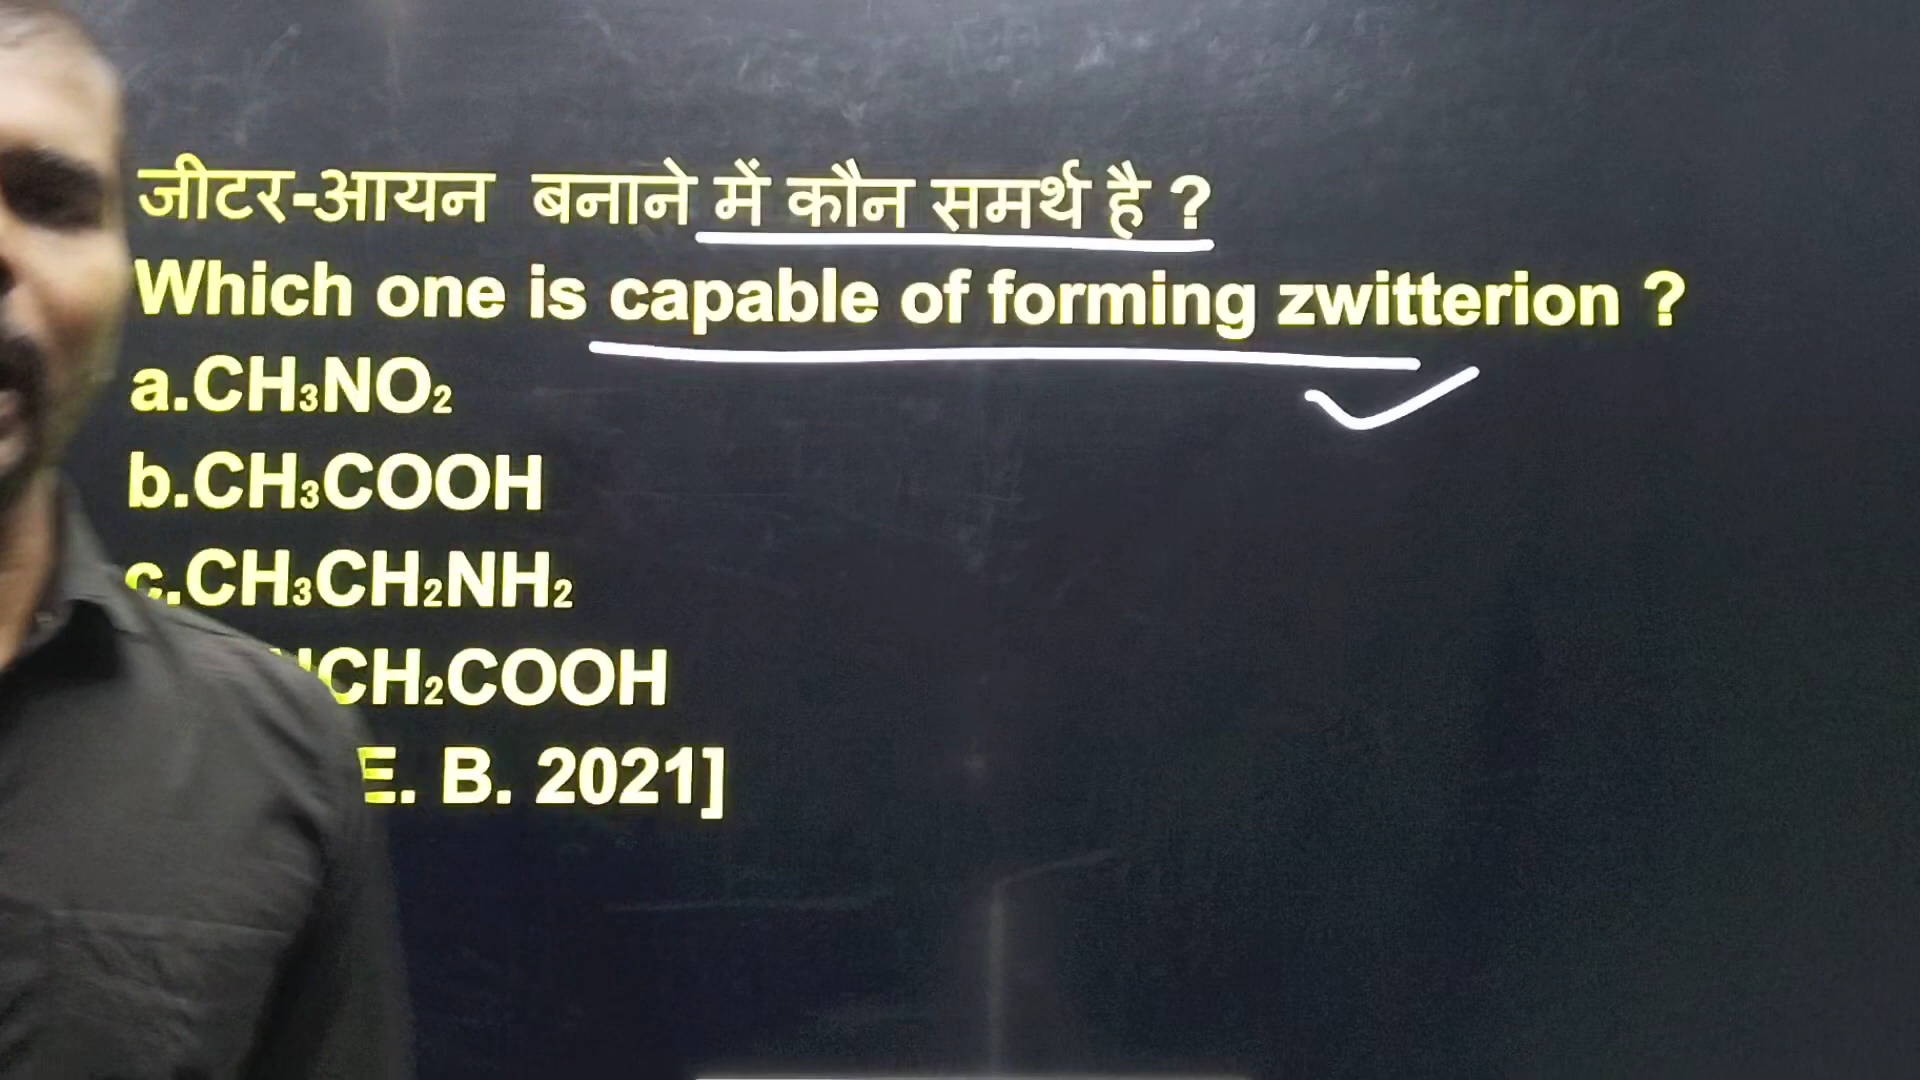 जीटर-आयन बनाने में कौन समर्थ है ?
Which one is capable of forming zwitterion ?
a.CH₃NO₂
b.CH₃COOH
c.CH₃CH₂NH₂
CH₂COOH
E. B. 2021]